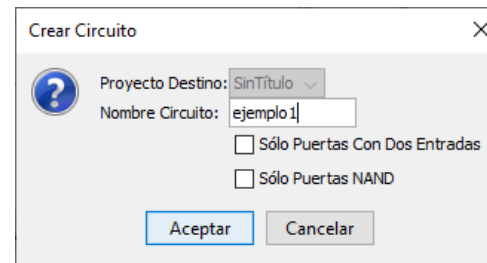 Crear Circuito
Proyecto Destino: SinTítulo
Nombre Circuito: ejemplo1
Sólo Puertas Con Dos Entradas
Sólo Puertas NAND
Aceptar Cancelar